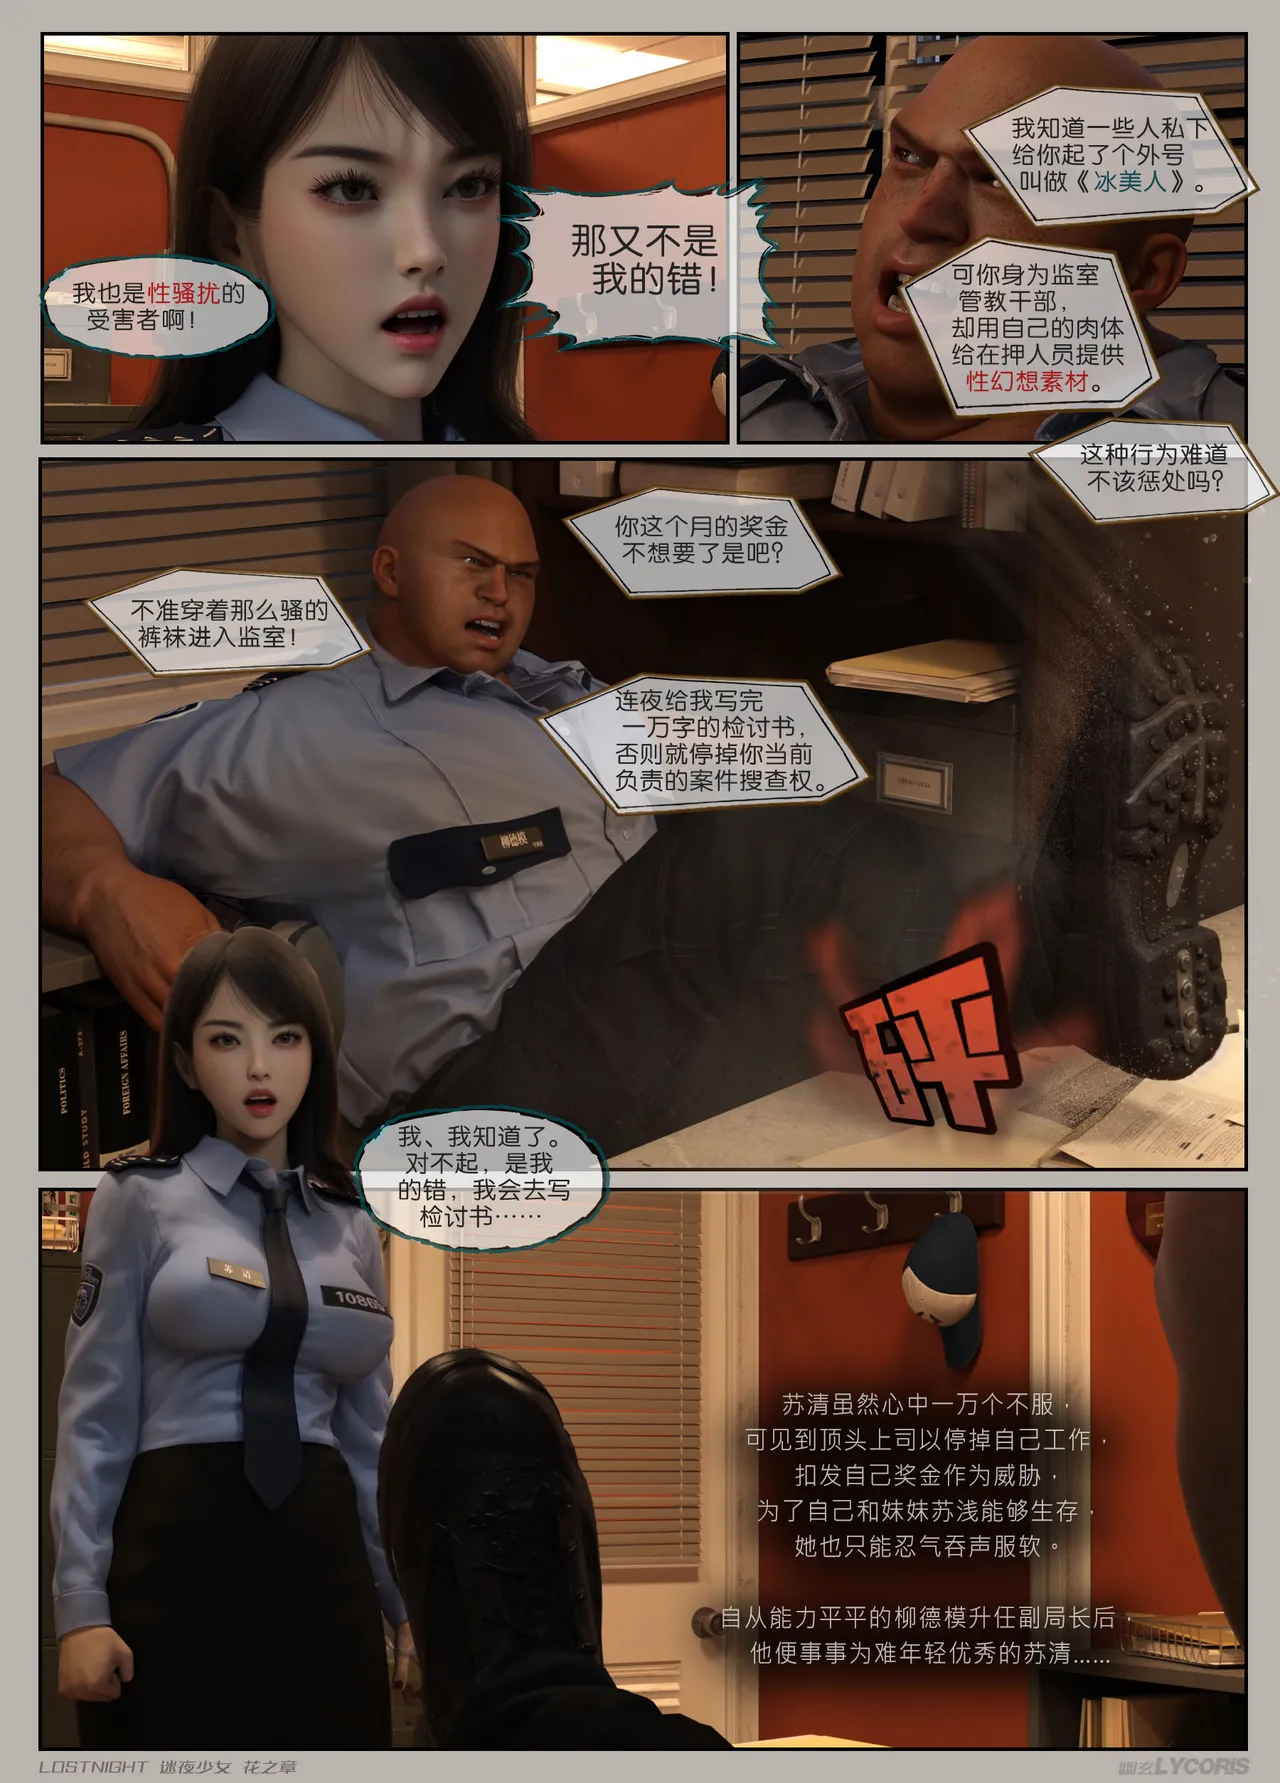 我也是性骚扰的
受害者啊！
那又不是
我的错！
我知道一些人私下
给你起了个外号
叫做《冰美人》。
可你身为监室
管教干部，
却用自己的肉体
给在押人员提供
性幻想素材。
这种行为难道
不该惩处吗？
你这个月的奖金
不想要了是吧？
不准穿着那么骚的
裤袜进入监室！
连夜给我写完
一万字的检讨书，
否则就停掉你当前
负责的案件搜查权。
柳德模
砰
POLITICS
A-373
FOREIGN AFFAIRS
LD STUDY
我、我知道了。
对不起，是我
的错，我会去写
检讨书……
苏清
苏清虽然心中一万个不服，
可见到顶头上司以停掉自己工作，
扣发自己奖金作为威胁，
为了自己和妹妹苏浅能够生存，
她也只能忍气吞声服软。
自从能力平平的柳德模升任副局长后，
他便事事为难年轻优秀的苏清......
LOSTNIGHT 迷夜少女 花之章
幽玄LYCORIS